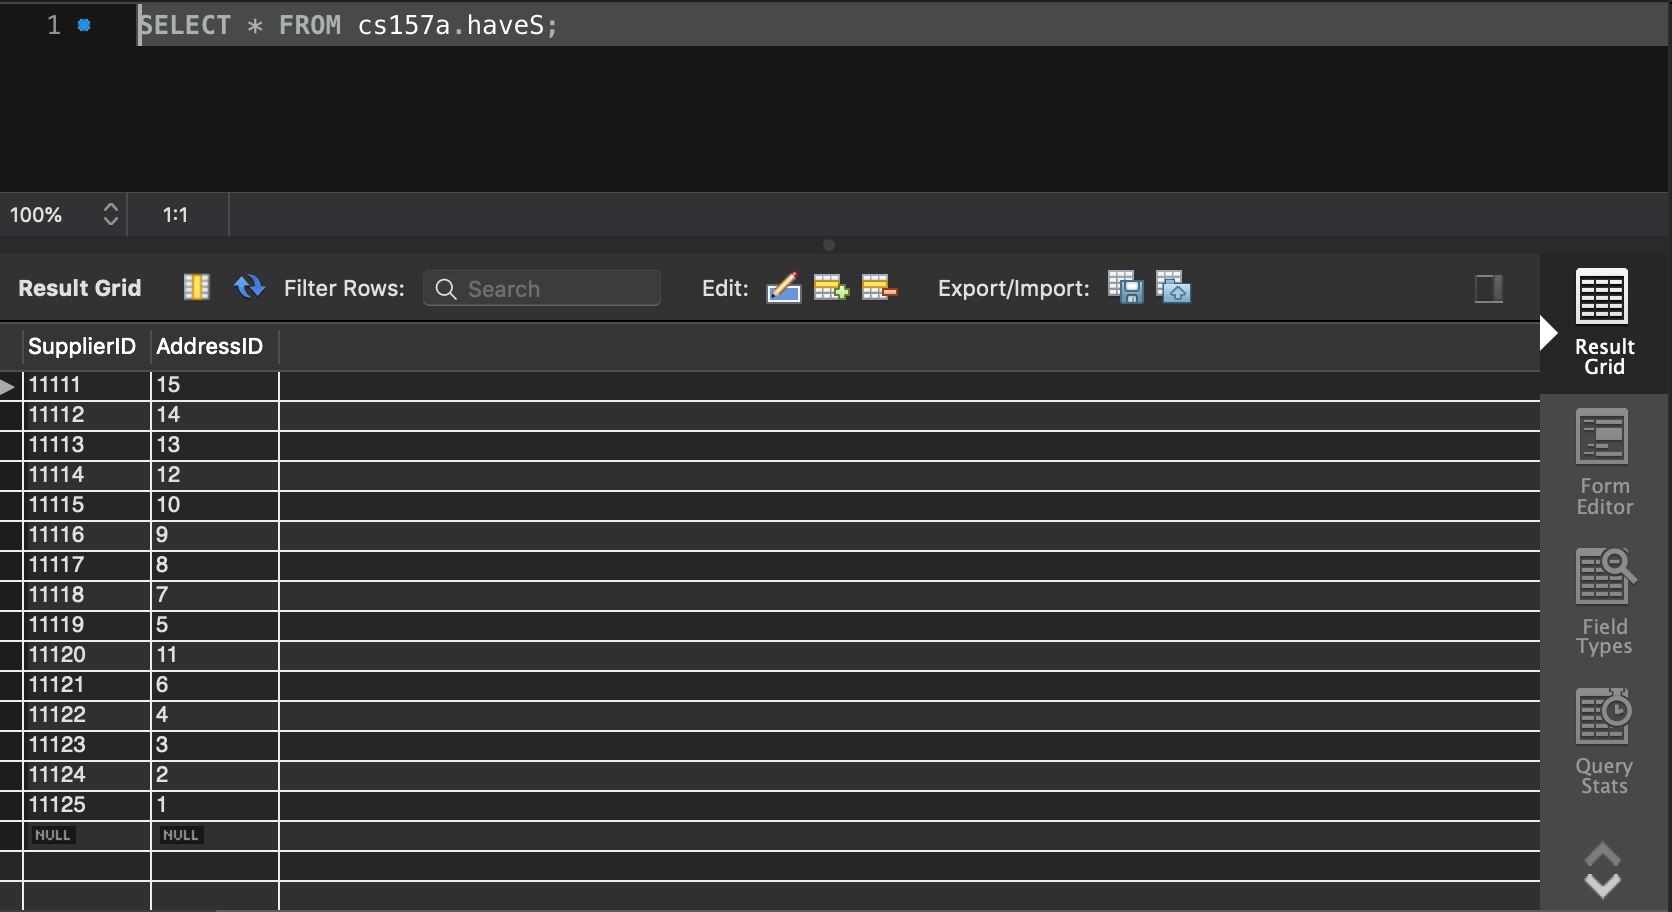 1 SELECT * FROM cs157a.haveS;
100% 1:1
Result Grid Filter Rows: Search Edit: Export/Import:
Result
Grid
SupplierID AddressID
11111 15
11112 14
11113 13
11114 12
11115 10
11116 9
11117 8
11118 7
11119 5
11120 11
11121 6
11122 4
11123 3
11124 2
11125 1
NULL NULL
Form
Editor
Field
Types
Query
Stats